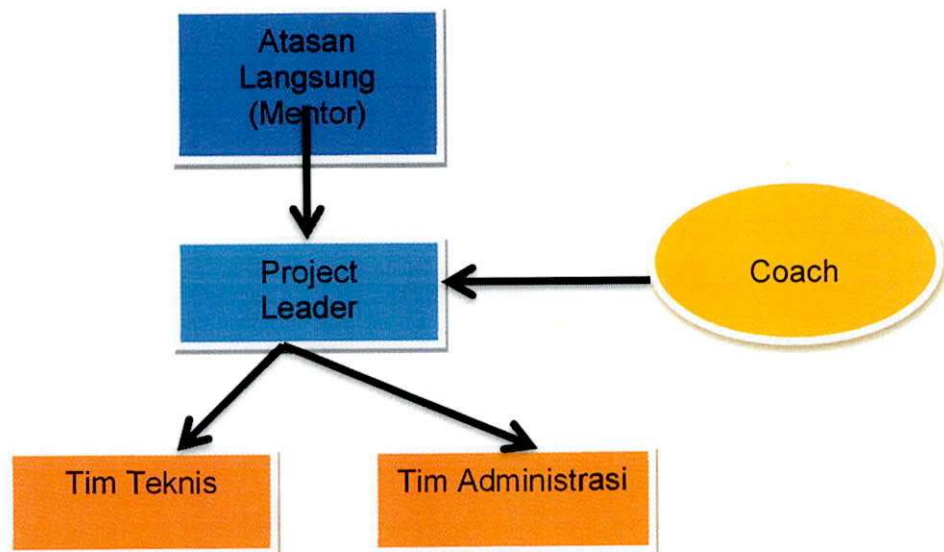 Atasan
Langsung
(Mentor)
Project
Leader
Coach
Tim Teknis
Tim Administrasi